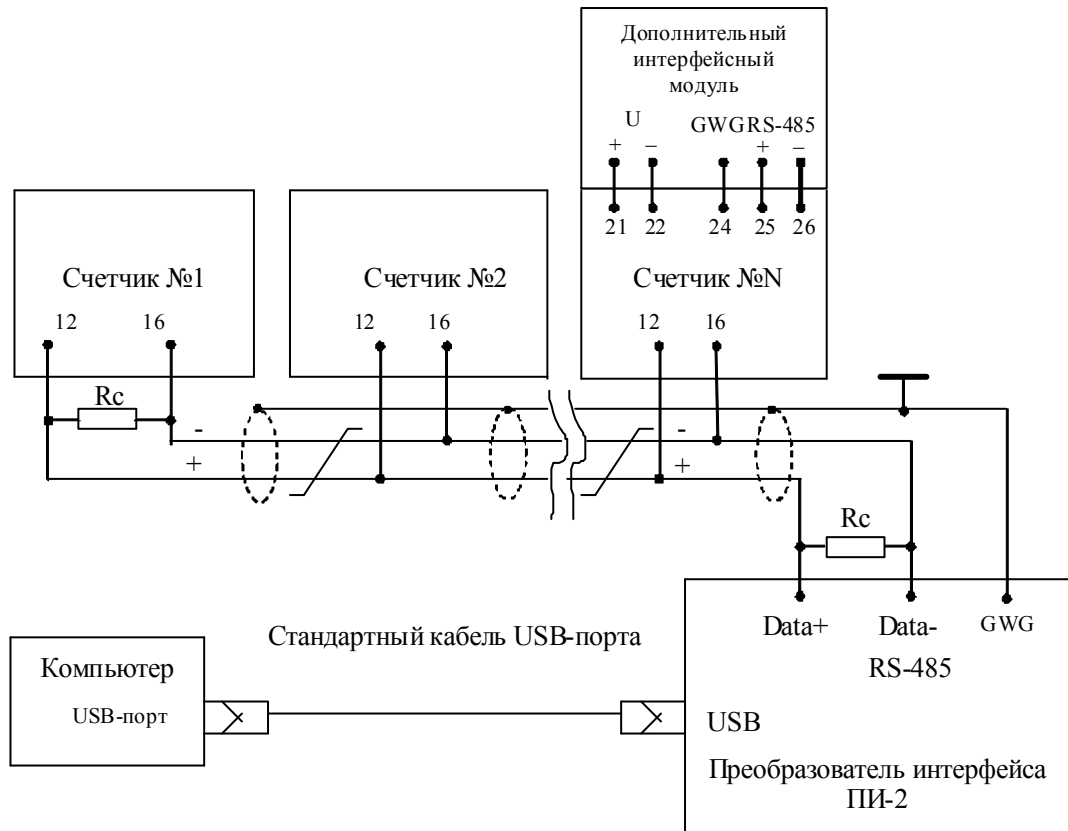 Дополнительный
интерфейсный
модуль
U GWG RS-485
+ – + –
21 22 24 25 26
Счетчик №1 Счетчик №2 Счетчик №N
12 16 12 16 12 16
Rc
- -
+ +
Rc
Data+ Data- GWG
Стандартный кабель USB-порта
RS-485
Компьютер
USB-порт
USB
Преобразователь интерфейса
ПИ-2